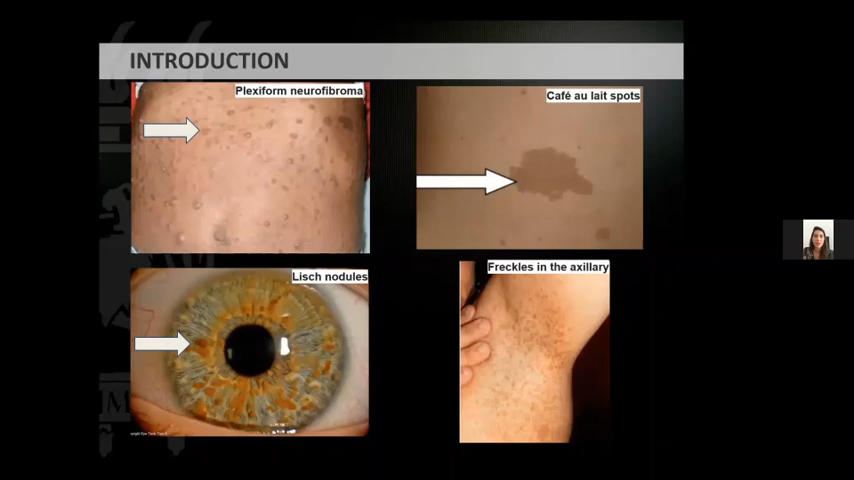 INTRODUCTION
Plexiform neurofibroma
Café au lait spots
Lisch nodules
Freckles in the axillary